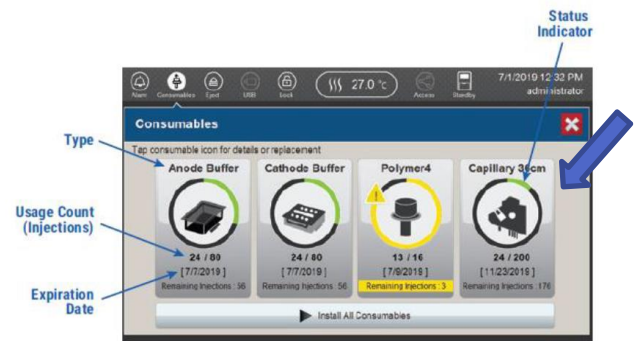 Status
Indicator
Alarm Consumables Eject USB Lock 27.0 °c Access Standby 7/1/2019 12:32 PM
administrator
Consumables
Tap consumable icon for details or replacement
Type
Anode Buffer Cathode Buffer Polymer4 Capillary 36cm
Usage Count
(Injections)
24 / 80 24 / 80 13 / 16 24 / 200
[ 7/7/2019 ] [ 7/7/2019 ] [ 7/9/2019 ] [ 11/23/2019 ]
Remaining Injections : 56 Remaining Injections : 56 Remaining Injections : 3 Remaining Injections : 176
Expiration
Date
Install All Consumables